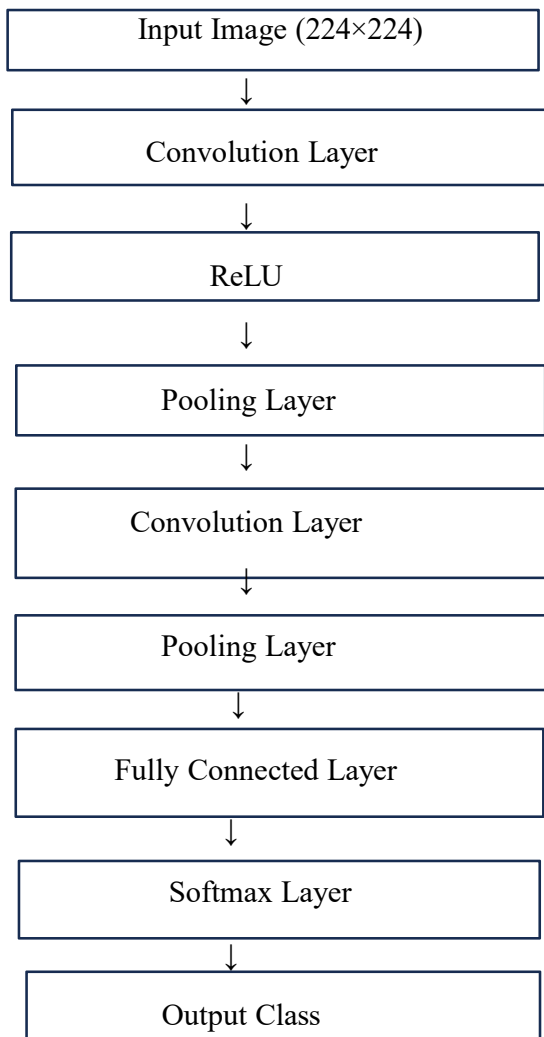 Input Image (224×224)
↓
Convolution Layer
↓
ReLU
↓
Pooling Layer
↓
Convolution Layer
↓
Pooling Layer
↓
Fully Connected Layer
↓
Softmax Layer
↓
Output Class